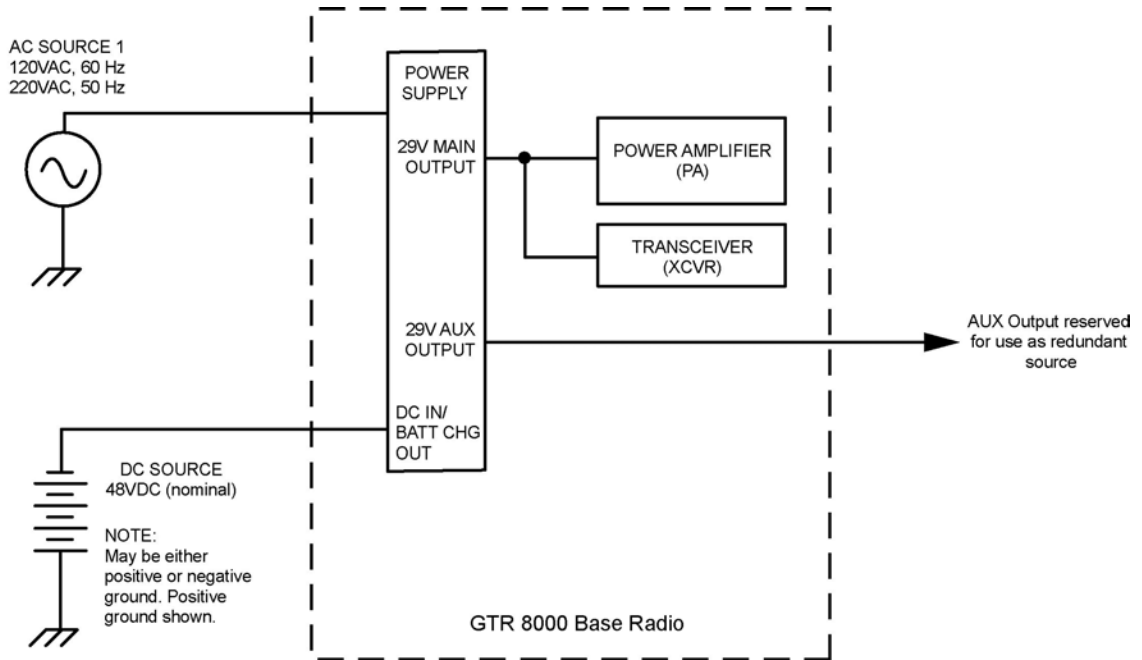 AC SOURCE 1
120VAC, 60 Hz
220VAC, 50 Hz
POWER
SUPPLY
29V MAIN
OUTPUT
POWER AMPLIFIER
(PA)
TRANSCEIVER
(XCVR)
29V AUX
OUTPUT
AUX Output reserved
for use as redundant
source
DC IN/
BATT CHG
OUT
DC SOURCE
48VDC (nominal)
NOTE:
May be either
positive or negative
ground. Positive
ground shown.
GTR 8000 Base Radio